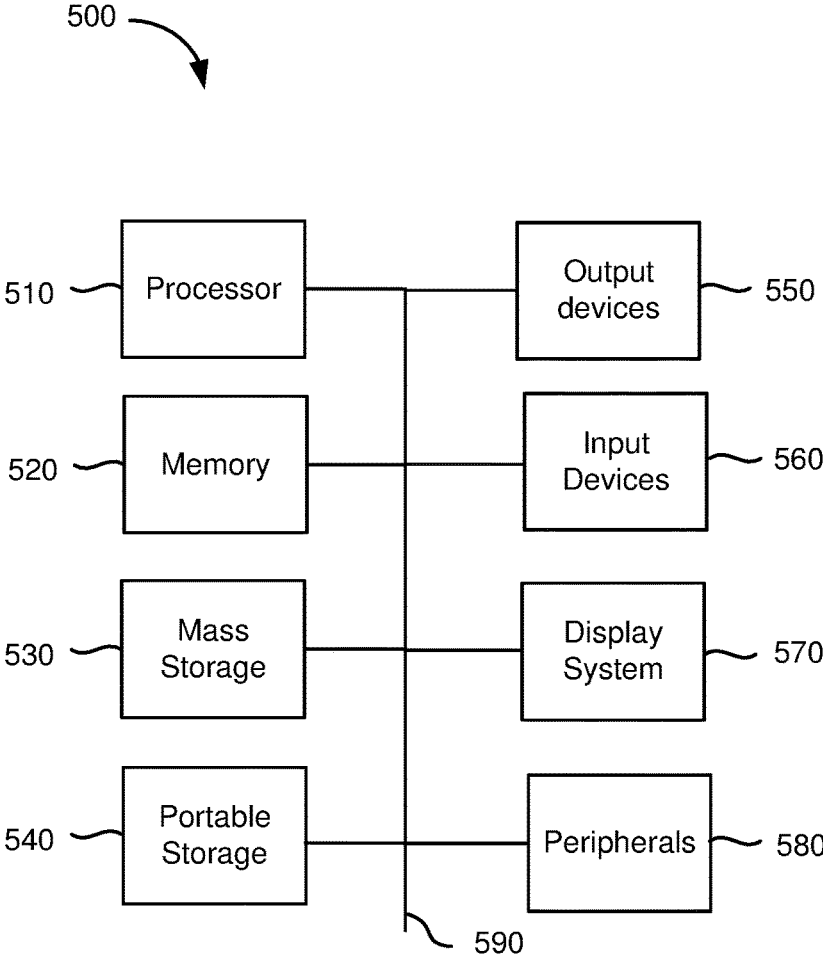 500
510
Processor
Output
devices
550
520
Memory
Input
Devices
560
530
Mass
Storage
Display
System
570
540
Portable
Storage
Peripherals
580
590